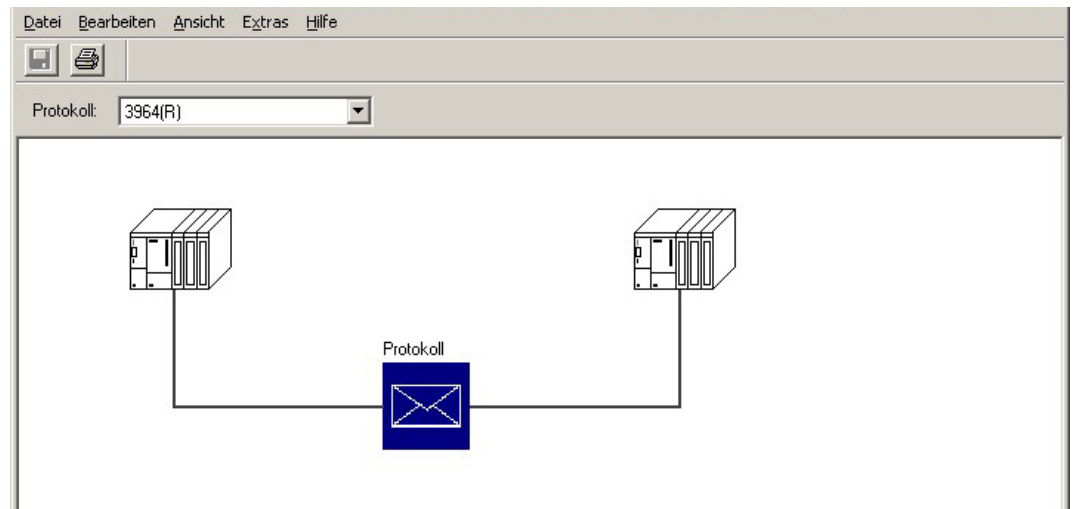 Datei Bearbeiten Ansicht Extras Hilfe
Protokoll: 3964(R)
Protokoll